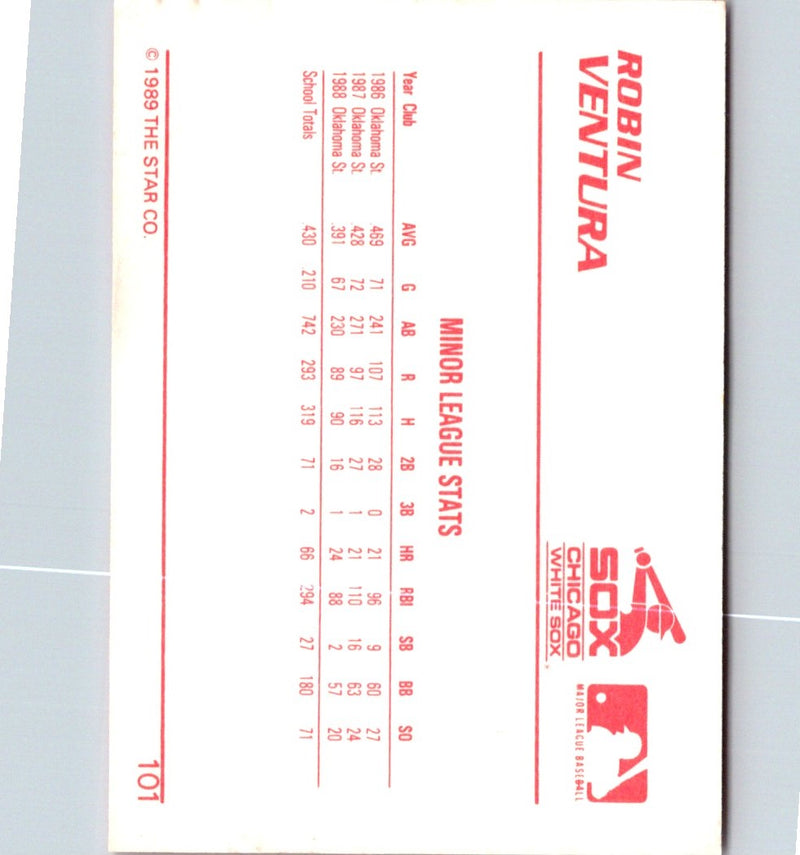 ROBIN
VENTURA
SOX
CHICAGO
WHITE SOX
MAJOR LEAGUE BASEBALL
MINOR LEAGUE STATS
Year Club AVG G AB R H 2B 3B HR RBI SB BB SO
1986 Oklahoma St. .469 71 241 107 113 28 0 21 96 9 60 27
1987 Oklahoma St. .428 72 271 97 116 27 1 21 110 16 63 24
1988 Oklahoma St. .391 67 230 89 90 16 1 24 88 2 57 20
School Totals .430 210 742 293 319 71 2 66 294 27 180 71
© 1989 THE STAR CO.
101